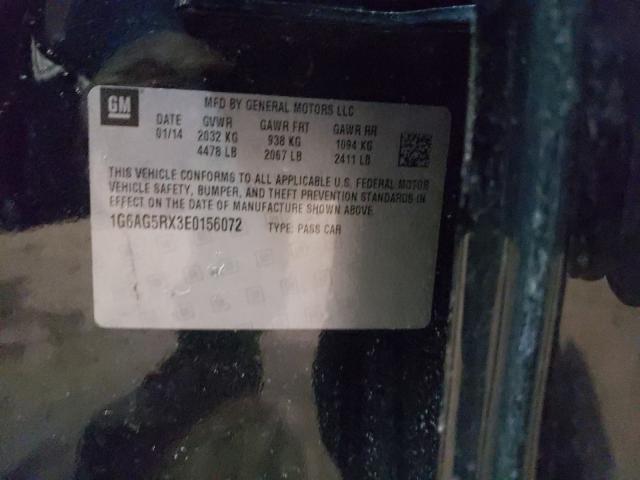 GM
MFD BY GENERAL MOTORS LLC
DATE GVWR GAWR FRT GAWR RR
01/14 2032 KG 938 KG 1094 KG
4478 LB 2067 LB 2411 LB
THIS VEHICLE CONFORMS TO ALL APPLICABLE U.S. FEDERAL MOTOR
VEHICLE SAFETY, BUMPER, AND THEFT PREVENTION STANDARDS IN
EFFECT ON THE DATE OF MANUFACTURE SHOWN ABOVE.
1G6AG5RX3E0156072 TYPE: PASS CAR